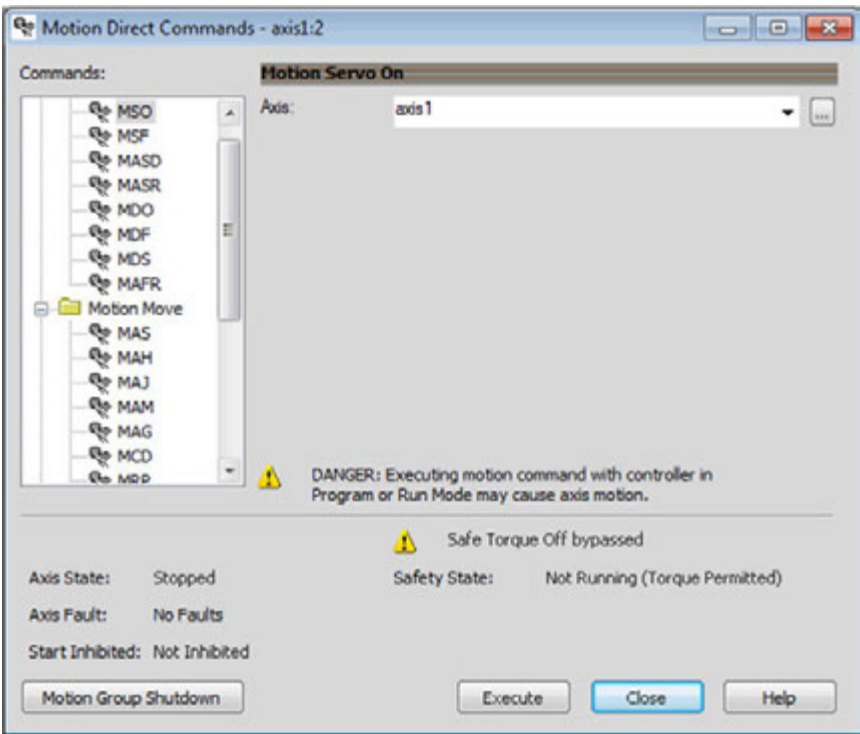 Motion Direct Commands - axis1:2
Commands:
Motion Servo On
MSO
MSF
MASD
MASR
MDO
MDF
MDS
MAFR
Motion Move
MAS
MAH
MAJ
MAM
MAG
MCD
MRP
Axis:
axis1
...
DANGER: Executing motion command with controller in
Program or Run Mode may cause axis motion.
Safe Torque Off bypassed
Axis State: Stopped
Safety State: Not Running (Torque Permitted)
Axis Fault: No Faults
Start Inhibited: Not Inhibited
Motion Group Shutdown
Execute
Close
Help